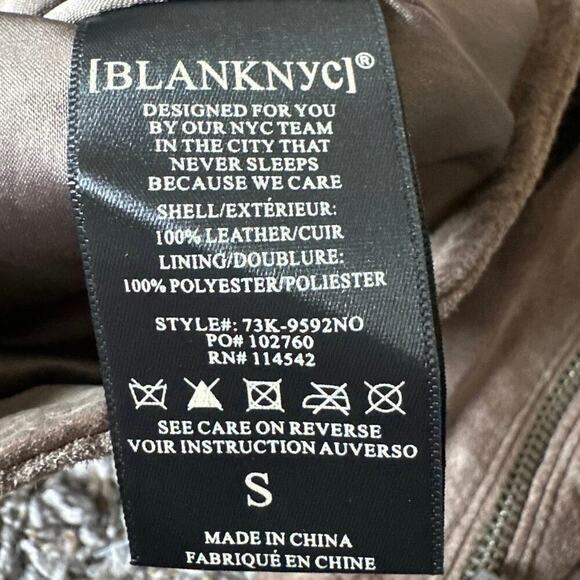 [BLANKNYC]®
DESIGNED FOR YOU
BY OUR NYC TEAM
IN THE CITY THAT
NEVER SLEEPS
BECAUSE WE CARE
SHELL/EXTÉRIEUR:
100% LEATHER/CUIR
LINING/DOUBLURE:
100% POLYESTER/POLIESTER
STYLE#: 73K-9592NO
PO# 102760
RN# 114542
SEE CARE ON REVERSE
VOIR INSTRUCTION AUVERSO
S
MADE IN CHINA
FABRIQUÉ EN CHINE